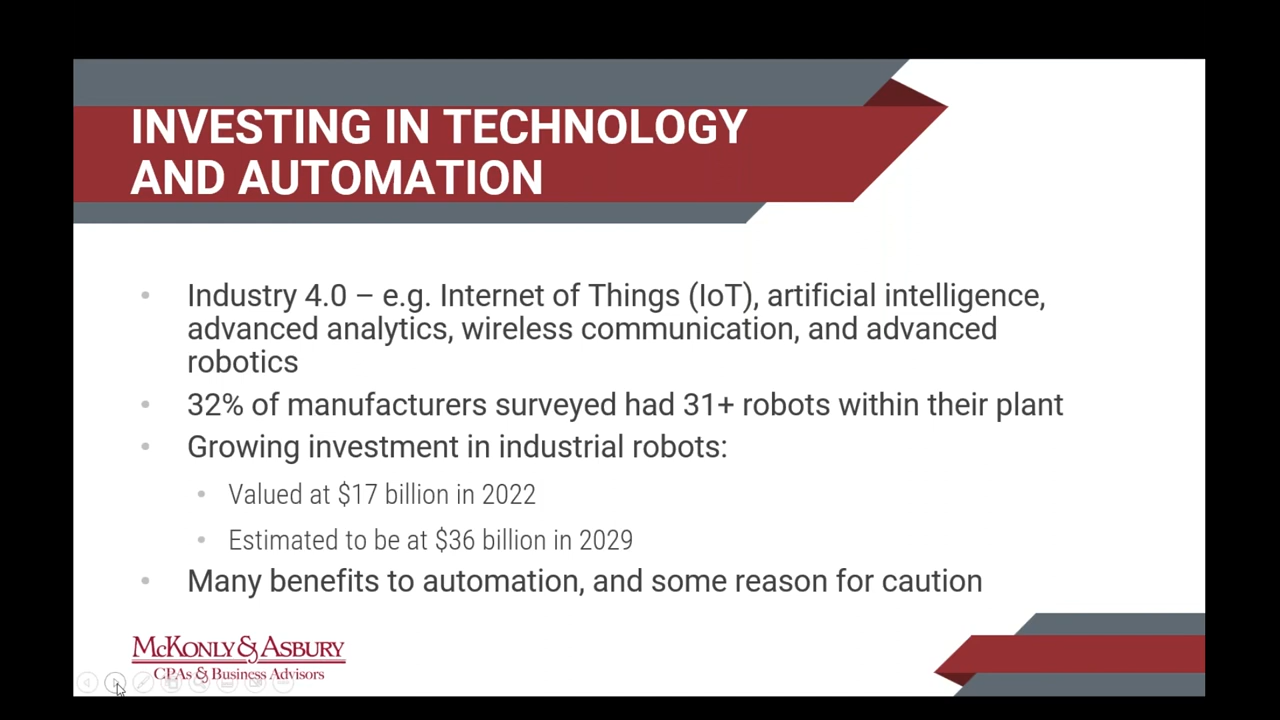 INVESTING IN TECHNOLOGY
AND AUTOMATION
• Industry 4.0 – e.g. Internet of Things (IoT), artificial intelligence,
advanced analytics, wireless communication, and advanced
robotics
• 32% of manufacturers surveyed had 31+ robots within their plant
• Growing investment in industrial robots:
• Valued at $17 billion in 2022
• Estimated to be at $36 billion in 2029
• Many benefits to automation, and some reason for caution
McKonly & Asbury
CPAs & Business Advisors